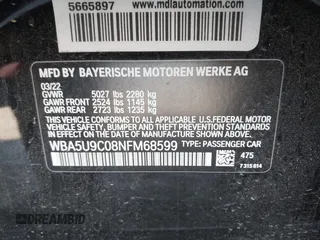 5665897
www.mdlautomation.com
MFD BY BAYERISCHE MOTOREN WERKE AG
03/22
GVWR 5027 lbs 2280 kg
GAWR FRONT 2524 lbs 1145 kg
GAWR REAR 2723 lbs 1235 kg
THIS VEHICLE CONFORMS TO ALL APPLICABLE U.S.FEDERAL
MOTOR VEHICLE SAFETY, BUMPER, AND THEFT PREVENTION
STANDARDS IN EFFECT ON THE DATE OF MANUFACTURE
SHOWN ABOVE.
WBA5U9C08NFM68599 TYPE: PASSENGER CAR
475
7 315 814
DREAMBID